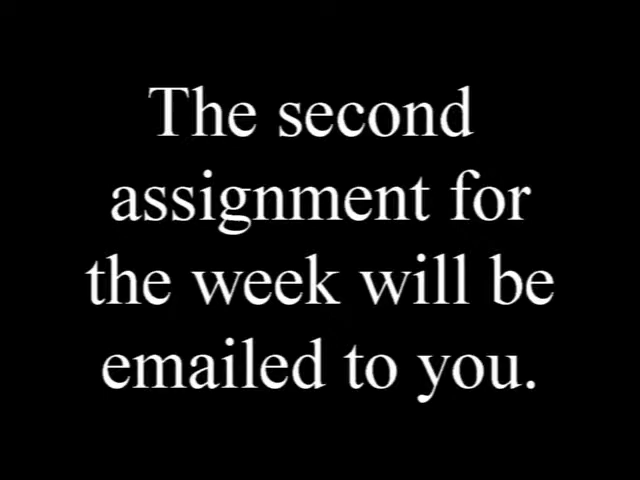 The second
assignment for
the week will be
emailed to you.